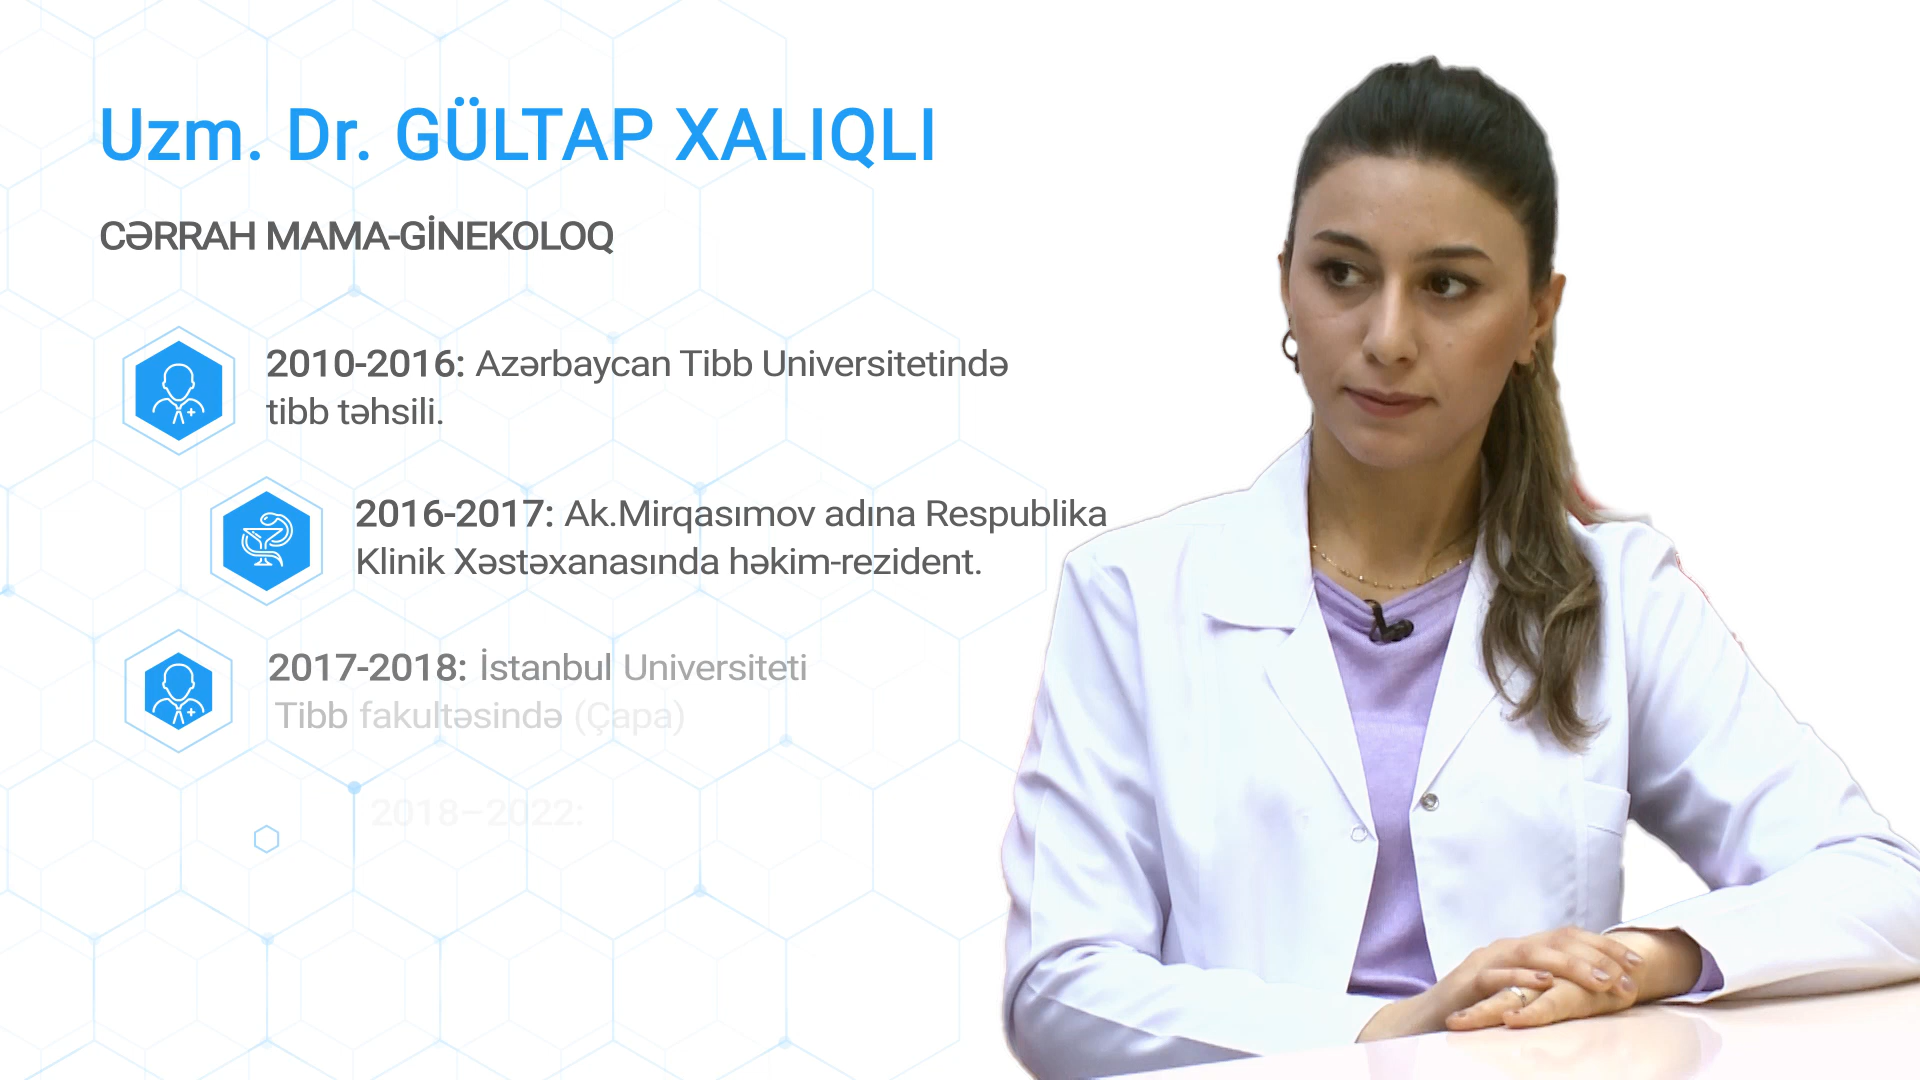 Uzm. Dr. GÜLTAP XALIQLI
CƏRRAH MAMA-GİNEKOLOQ
2010-2016: Azərbaycan Tibb Universitetində
tibb təhsili.
2016-2017: Ak.Mirqasımov adına Respublika
Klinik Xəstəxanasında həkim-rezident.
2017-2018: İstanbul Universiteti
Tibb fakultəsində (Çapa)
2018–2022: